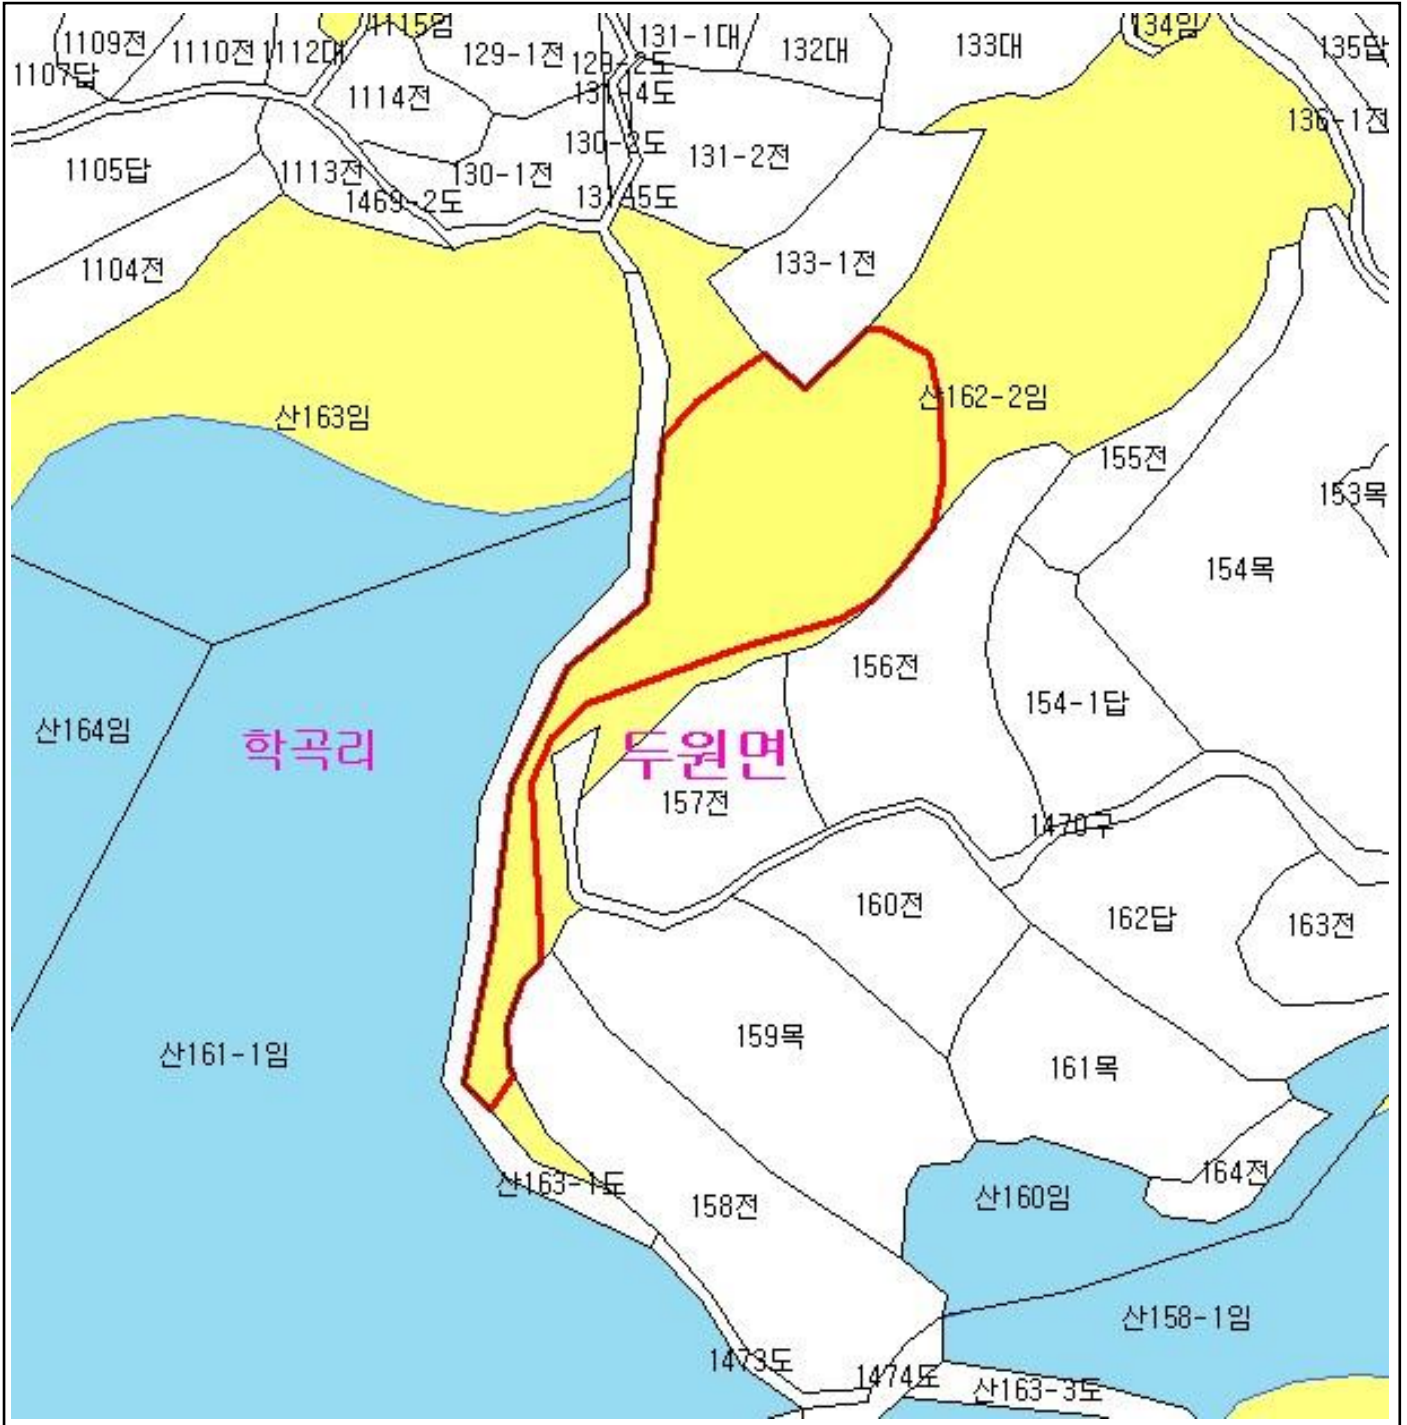 1115임
131-1대
1109전
1110전
1112대
129-1전
132대
133대
134임
135답
1107답
129-2도
131-4도
1114전
136-1전
130-2도
131-2전
1105답
1113전
130-1전
1469-2도
131-5도
1104전
133-1전
산163임
산162-2임
155전
153목
154목
156전
154-1답
산164임
학곡리
두원면
157전
1470구
160전
162답
163전
159목
산161-1임
161목
164전
산163-1도
산160임
158전
산158-1임
1473도
1474도
산163-3도